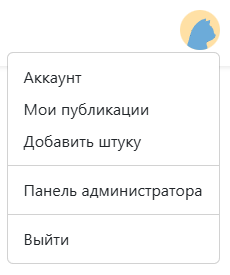 Аккаунт
Мои публикации
Добавить штуку
Панель администратора
Выйти